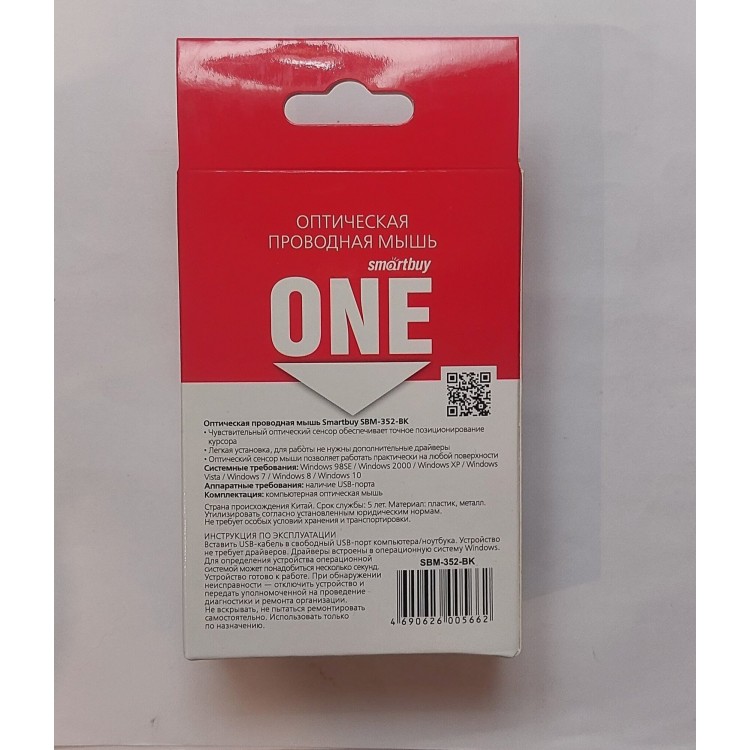 ОПТИЧЕСКАЯ
ПРОВОДНАЯ МЫШЬ
smartbuy
ONE
Оптическая проводная мышь Smartbuy SBM-352-BK
• Чувствительный оптический сенсор обеспечивает точное позиционирование
курсора
• Легкая установка, для работы не нужны дополнительные драйверы
• Оптический сенсор мыши позволяет работать практически на любой поверхности
Системные требования: Windows 98SE / Windows 2000 / Windows XP / Windows
Vista / Windows 7 / Windows 8 / Windows 10
Аппаратные требования: наличие USB-порта
Комплектация: компьютерная оптическая мышь
Страна происхождения Китай. Срок службы: 5 лет. Материал: пластик, металл.
Утилизировать согласно установленным юридическим нормам.
Не требует особых условий хранения и транспортировки.
ИНСТРУКЦИЯ ПО ЭКСПЛУАТАЦИИ
Вставить USB-кабель в свободный USB-порт компьютера/ноутбука. Устройство
не требует драйверов. Драйверы встроены в операционную систему Windows.
Для определения устройства операционной
системой может понадобиться несколько секунд.
Устройство готово к работе. При обнаружении
неисправности — отключить устройство и
передать уполномоченной на проведение
диагностики и ремонта организации.
Не вскрывать, не пытаться ремонтировать
самостоятельно. Использовать только
по назначению.
SBM-352-BK
4 690626 005662